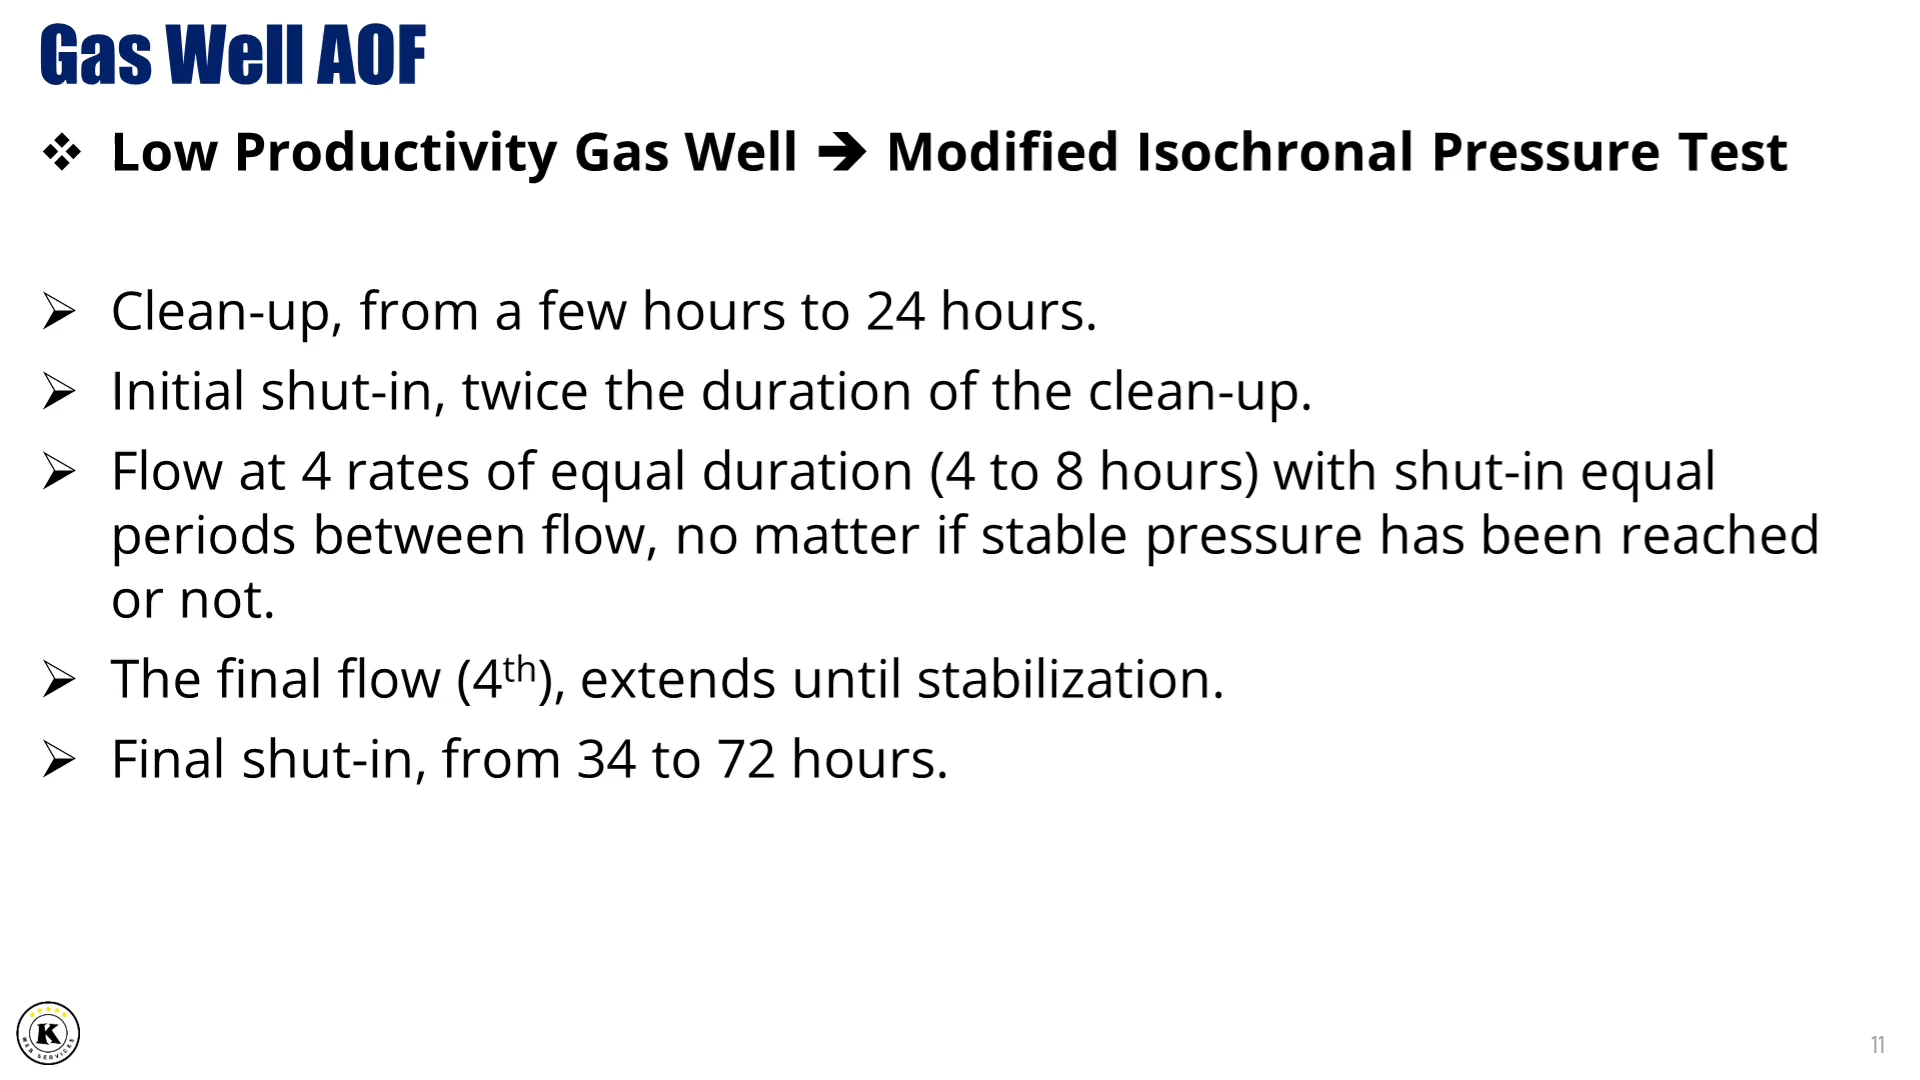 Gas Well AOF
❖ Low Productivity Gas Well ➔ Modified Isochronal Pressure Test
➢ Clean-up, from a few hours to 24 hours.
➢ Initial shut-in, twice the duration of the clean-up.
➢ Flow at 4 rates of equal duration (4 to 8 hours) with shut-in equal
periods between flow, no matter if stable pressure has been reached
or not.
➢ The final flow (4th), extends until stabilization.
➢ Final shut-in, from 34 to 72 hours.
K
WEB SERVICES
11